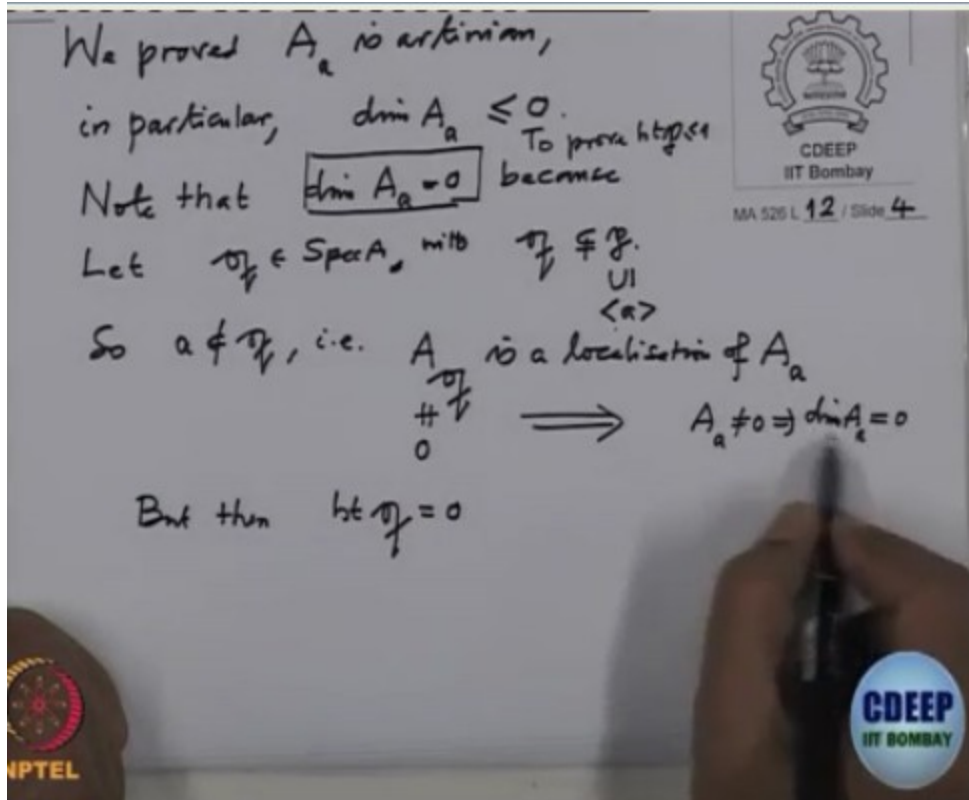 We proved A_a is artinian,
in particular, dim A_a ≤ 0.
To prove ht 𝔭 ≤ 1
Note that dim A_a = 0 because
Let 𝔮 ∈ Spec A, with 𝔮 ⊊ 𝔭.
∪|
<a>
So a ∉ 𝔮, i.e. A_𝔮 is a localisation of A_a
≠
0
⟹ A_a ≠ 0 ⇒ dim A_a = 0
But then ht 𝔮 = 0
CDEEP
IIT Bombay
MA 526 L 12 / Slide 4
NPTEL
CDEEP
IIT BOMBAY